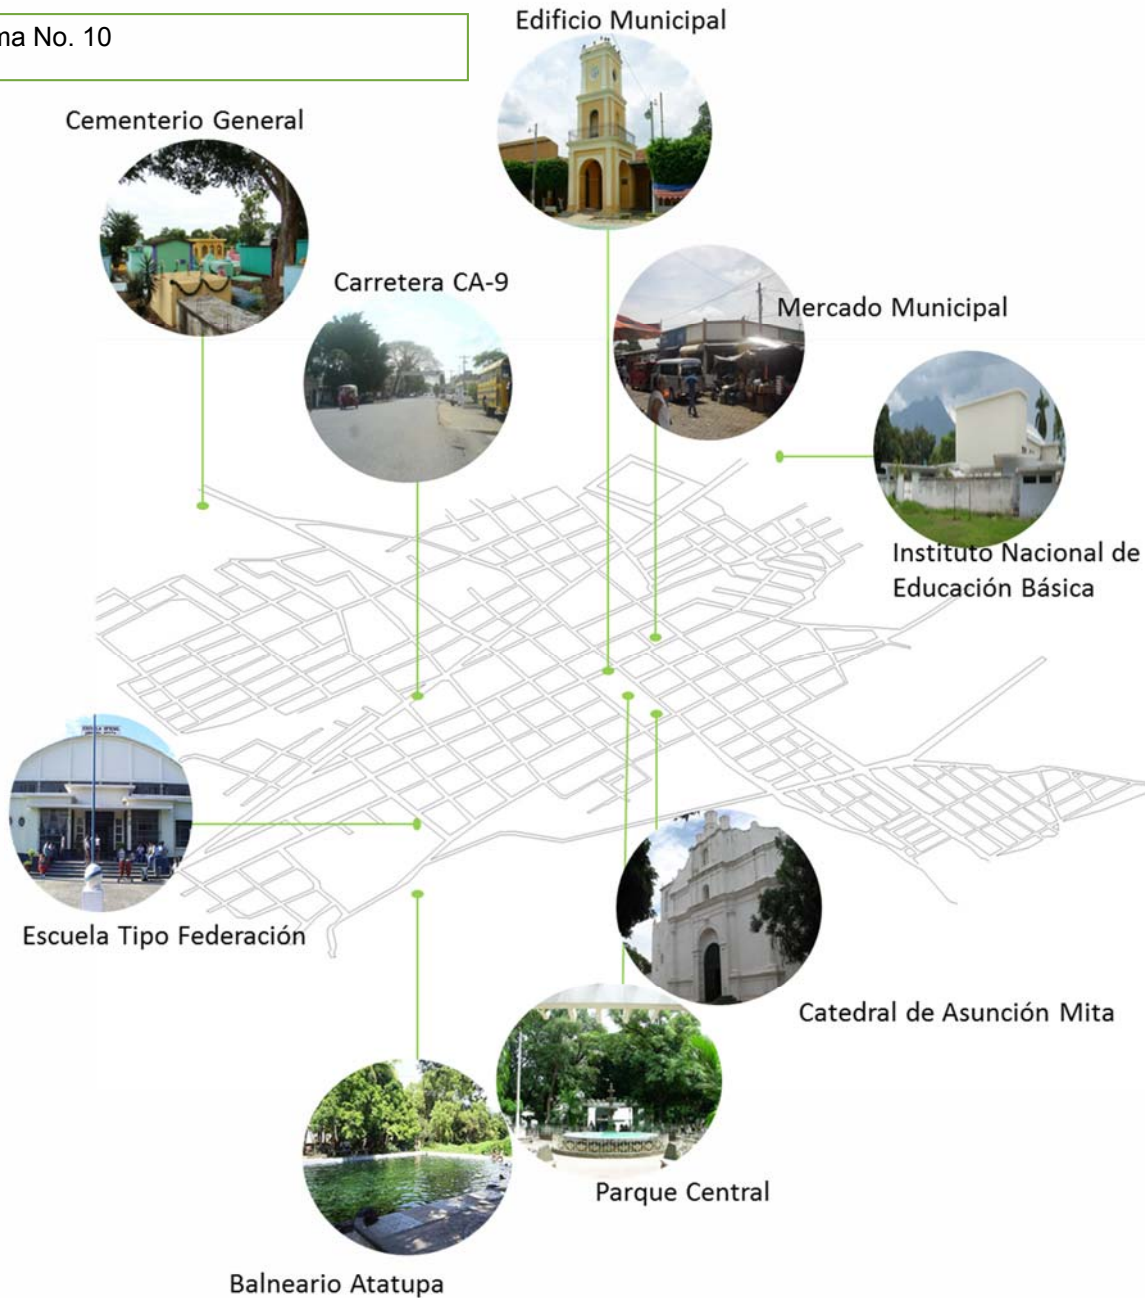 ma No. 10
Edificio Municipal
Cementerio General
Carretera CA-9
Mercado Municipal
Instituto Nacional de
Educación Básica
Escuela Tipo Federación
Catedral de Asunción Mita
Parque Central
Balneario Atatupa